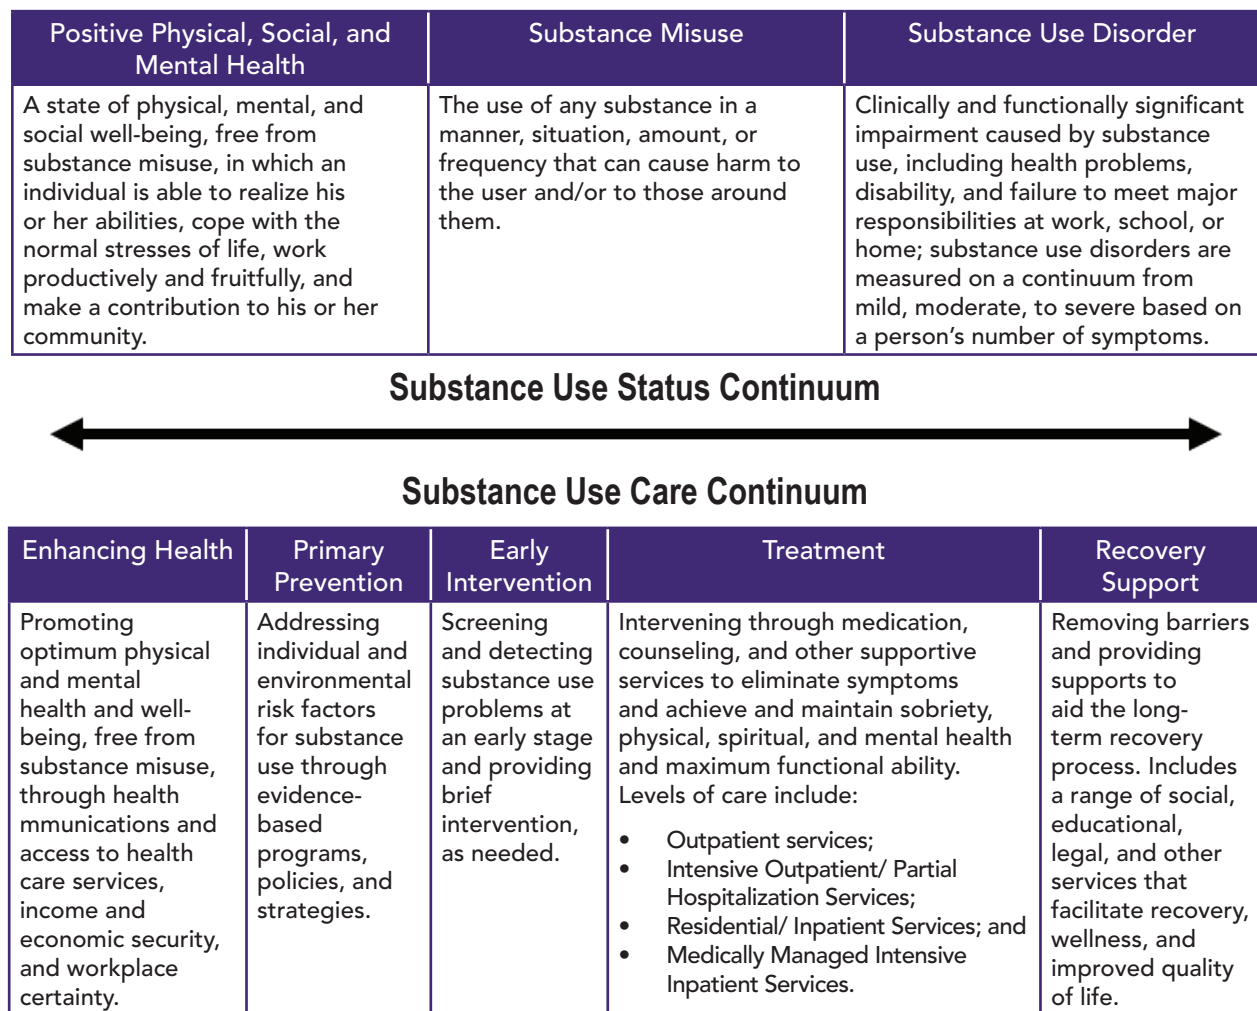 Positive Physical, Social, and
Mental Health
Substance Misuse
Substance Use Disorder
A state of physical, mental, and
social well-being, free from
substance misuse, in which an
individual is able to realize his
or her abilities, cope with the
normal stresses of life, work
productively and fruitfully, and
make a contribution to his or her
community.
The use of any substance in a
manner, situation, amount, or
frequency that can cause harm to
the user and/or to those around
them.
Clinically and functionally significant
impairment caused by substance
use, including health problems,
disability, and failure to meet major
responsibilities at work, school, or
home; substance use disorders are
measured on a continuum from
mild, moderate, to severe based on
a person's number of symptoms.
Substance Use Status Continuum
Substance Use Care Continuum
Enhancing Health
Primary
Prevention
Early
Intervention
Treatment
Recovery
Support
Promoting
optimum physical
and mental
health and well-
being, free from
substance misuse,
through health
mmunications and
access to health
care services,
income and
economic security,
and workplace
certainty.
Addressing
individual and
environmental
risk factors
for substance
use through
evidence-
based
programs,
policies, and
strategies.
Screening
and detecting
substance use
problems at
an early stage
and providing
brief
intervention,
as needed.
Intervening through medication,
counseling, and other supportive
services to eliminate symptoms
and achieve and maintain sobriety,
physical, spiritual, and mental health
and maximum functional ability.
Levels of care include:
• Outpatient services;
• Intensive Outpatient/ Partial
Hospitalization Services;
• Residential/ Inpatient Services; and
• Medically Managed Intensive
Inpatient Services.
Removing barriers
and providing
supports to
aid the long-
term recovery
process. Includes
a range of social,
educational,
legal, and other
services that
facilitate recovery,
wellness, and
improved quality
of life.